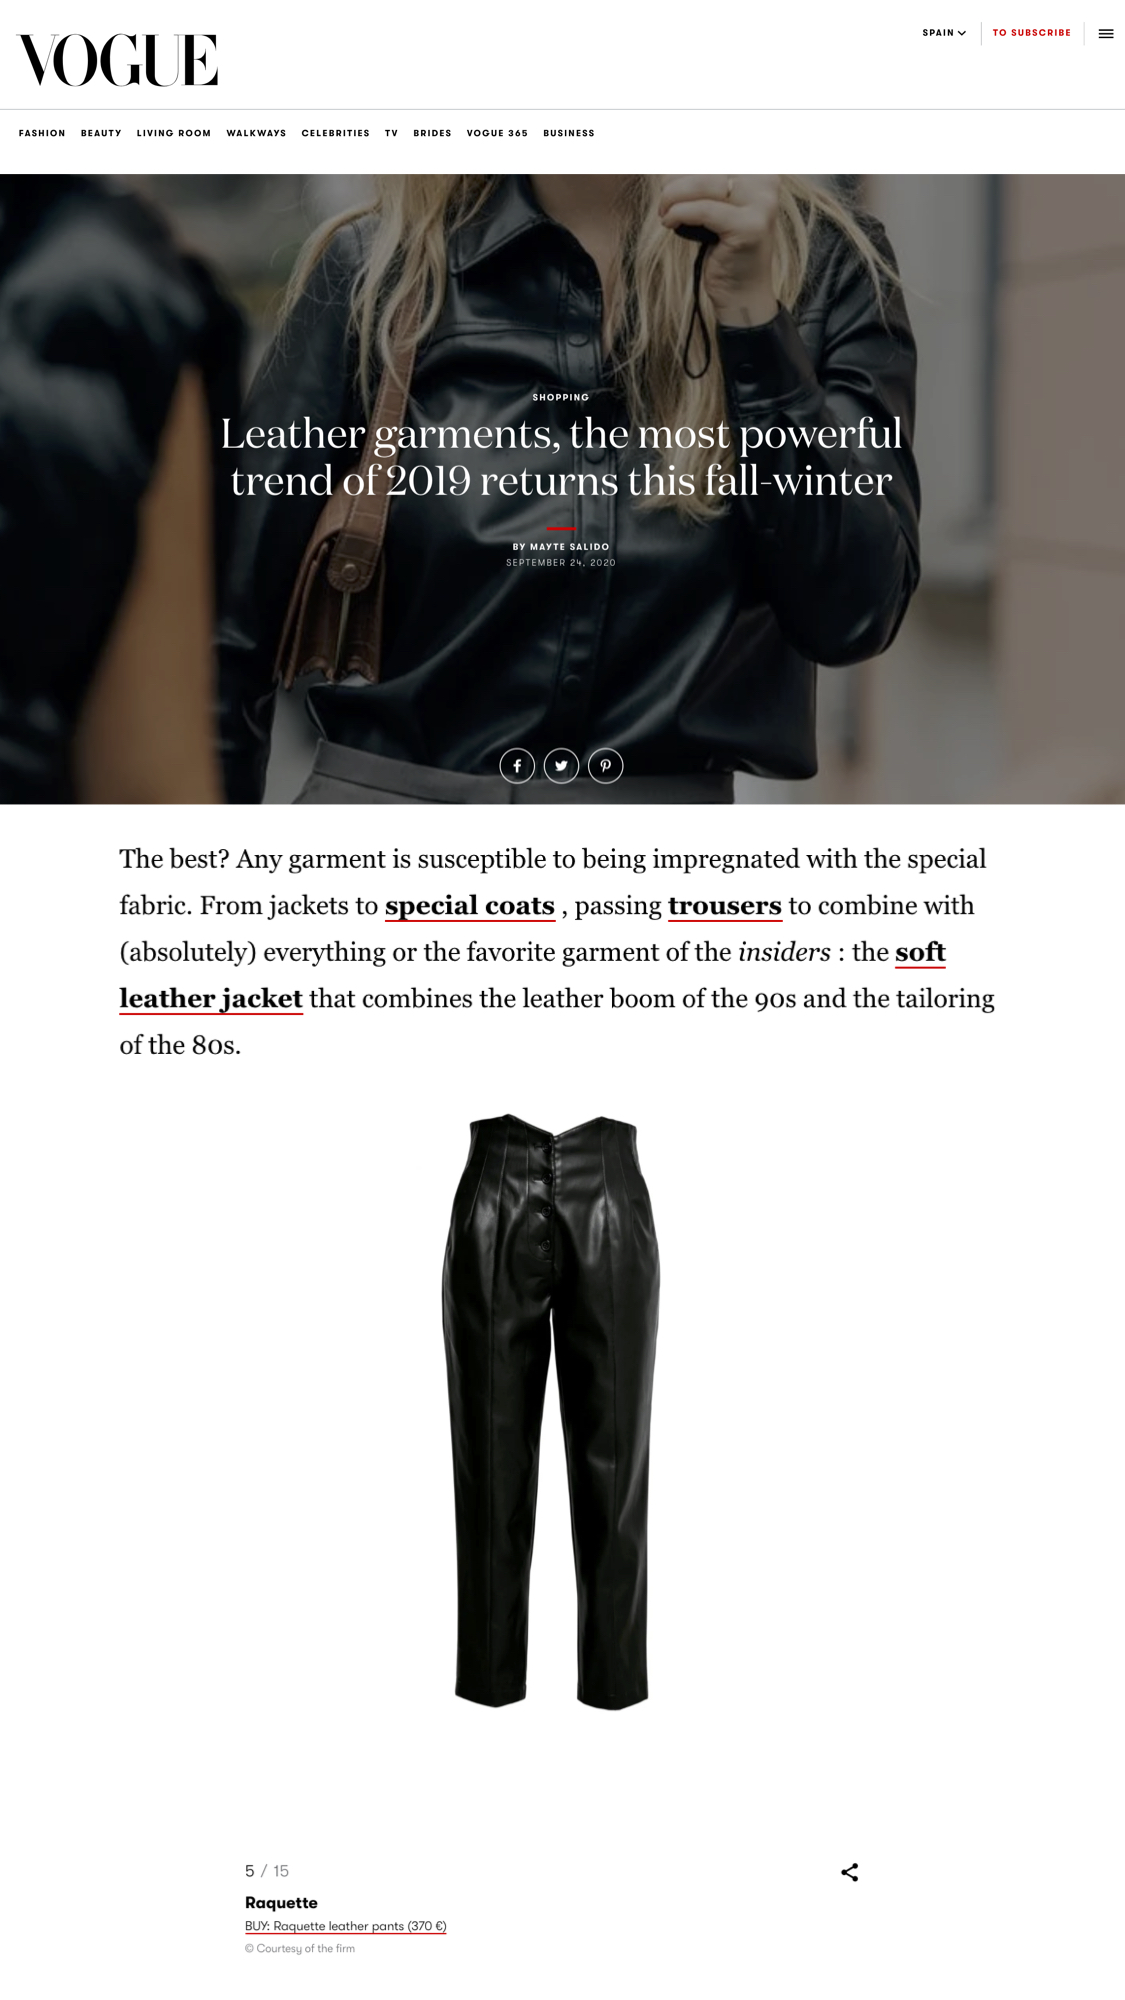 VOGUE
SPAIN
TO SUBSCRIBE
FASHION BEAUTY LIVING ROOM WALKWAYS CELEBRITIES TV BRIDES VOGUE 365 BUSINESS
SHOPPING
Leather garments, the most powerful
trend of 2019 returns this fall-winter
BY MAYTE SALIDO
SEPTEMBER 24, 2020
The best? Any garment is susceptible to being impregnated with the special
fabric. From jackets to special coats , passing trousers to combine with
(absolutely) everything or the favorite garment of the insiders : the soft
leather jacket that combines the leather boom of the 90s and the tailoring
of the 80s.
5 / 15
Raquette
BUY: Raquette leather pants (370 €)
© Courtesy of the firm